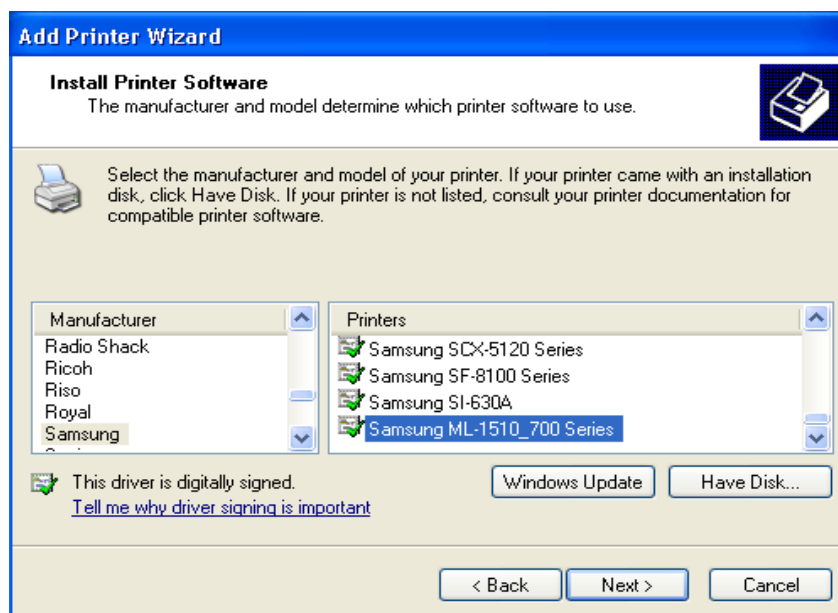 Add Printer Wizard
Install Printer Software
The manufacturer and model determine which printer software to use.
Select the manufacturer and model of your printer. If your printer came with an installation
disk, click Have Disk. If your printer is not listed, consult your printer documentation for
compatible printer software.
Manufacturer
Radio Shack
Ricoh
Riso
Royal
Samsung
Printers
Samsung SCX-5120 Series
Samsung SF-8100 Series
Samsung SI-630A
Samsung ML-1510_700 Series
This driver is digitally signed.
Tell me why driver signing is important
Windows Update
Have Disk...
< Back
Next >
Cancel